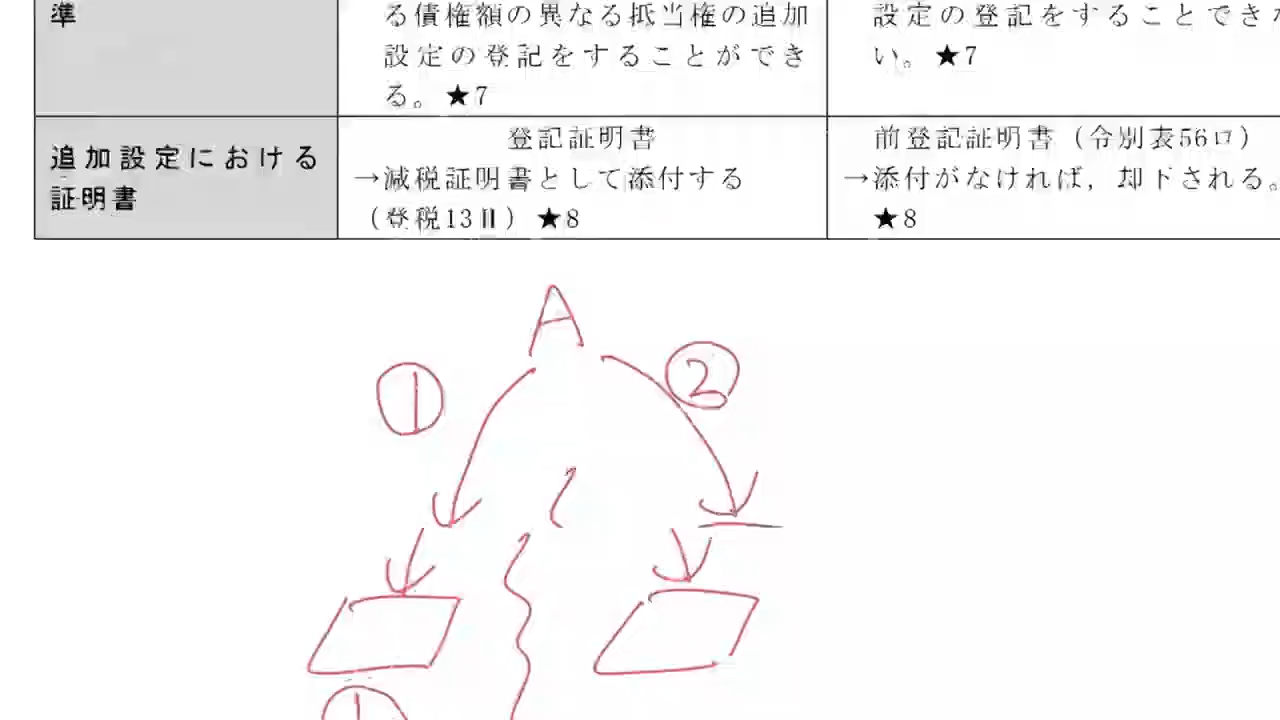 準
る債権額の異なる抵当権の追加
設定の登記をすることができ
る。★7
設定の登記をすることでき
い。★7
追加設定における
証明書
登記証明書
→減税証明書として添付する
(登税13Ⅱ) ★8
前登記証明書 (令別表56ロ)
→添付がなければ, 却下される。
★8
A
①
②
①